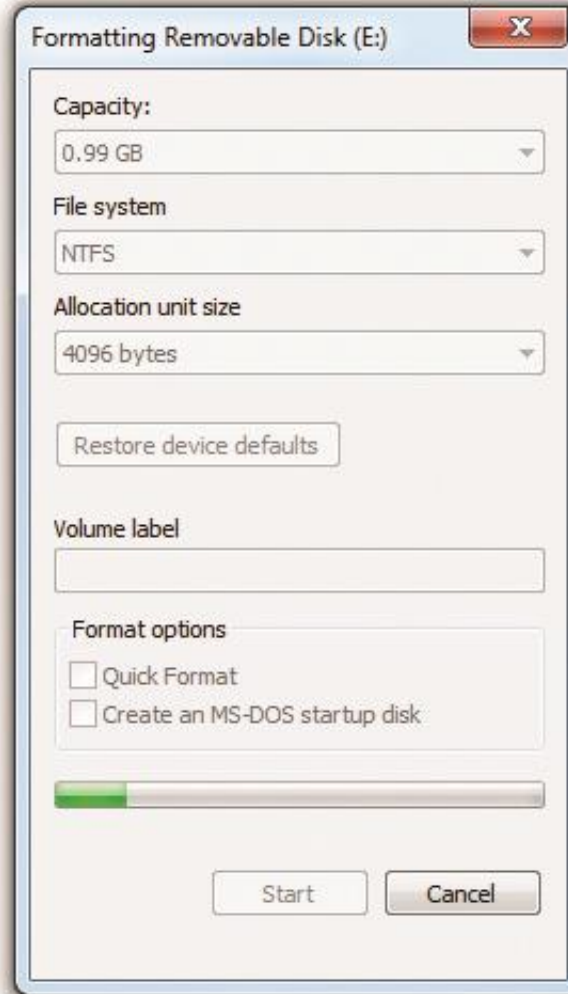 Formatting Removable Disk (E:)
Capacity:
0.99 GB
File system
NTFS
Allocation unit size
4096 bytes
Restore device defaults
Volume label
Format options
Quick Format
Create an MS-DOS startup disk
Start
Cancel